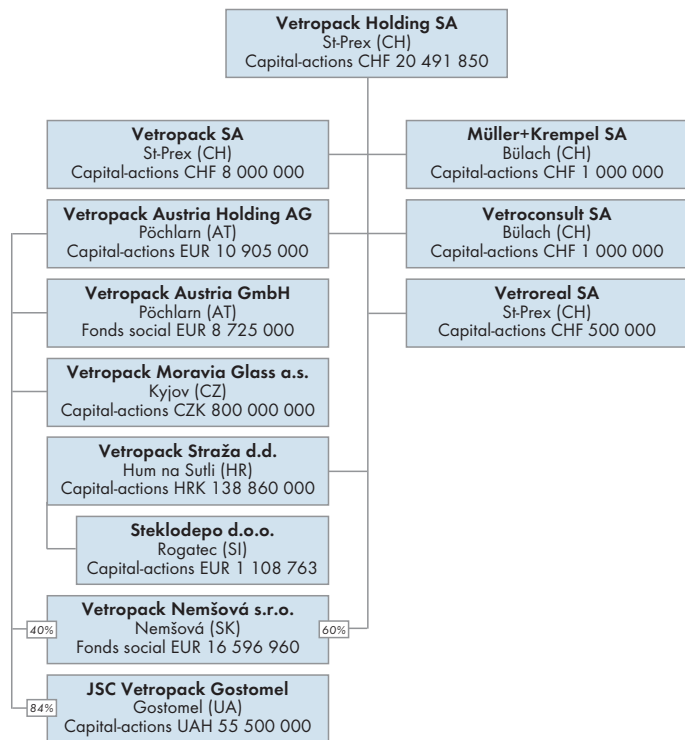 Vetropack Holding SA
St-Prex (CH)
Capital-actions CHF 20 491 850
Vetropack SA
St-Prex (CH)
Capital-actions CHF 8 000 000
Müller+Krempel SA
Bülach (CH)
Capital-actions CHF 1 000 000
Vetropack Austria Holding AG
Pöchlarn (AT)
Capital-actions EUR 10 905 000
Vetroconsult SA
Bülach (CH)
Capital-actions CHF 1 000 000
Vetropack Austria GmbH
Pöchlarn (AT)
Fonds social EUR 8 725 000
Vetroreal SA
St-Prex (CH)
Capital-actions CHF 500 000
Vetropack Moravia Glass a.s.
Kyjov (CZ)
Capital-actions CZK 800 000 000
Vetropack Straža d.d.
Hum na Sutli (HR)
Capital-actions HRK 138 860 000
Steklodepo d.o.o.
Rogatec (SI)
Capital-actions EUR 1 108 763
Vetropack Nemšová s.r.o.
40%
Nemšová (SK)
60%
Fonds social EUR 16 596 960
JSC Vetropack Gostomel
84%
Gostomel (UA)
Capital-actions UAH 55 500 000